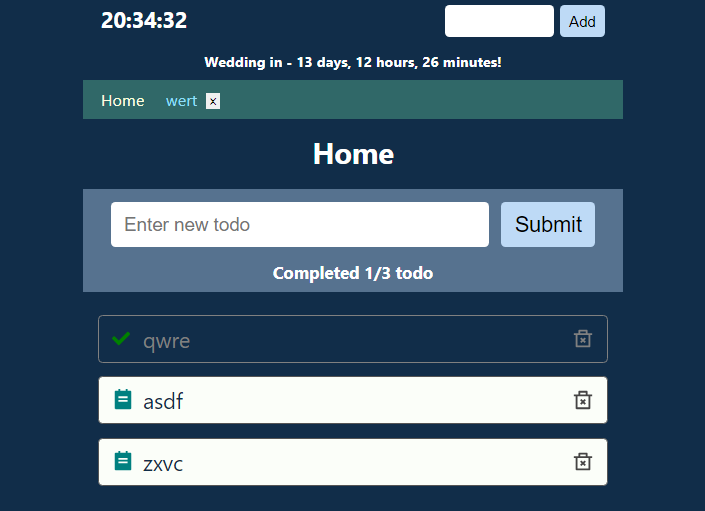 20:34:32 Add
Wedding in - 13 days, 12 hours, 26 minutes!
Home wert x
Home
Enter new todo Submit
Completed 1/3 todo
qwre
asdf
zxvc